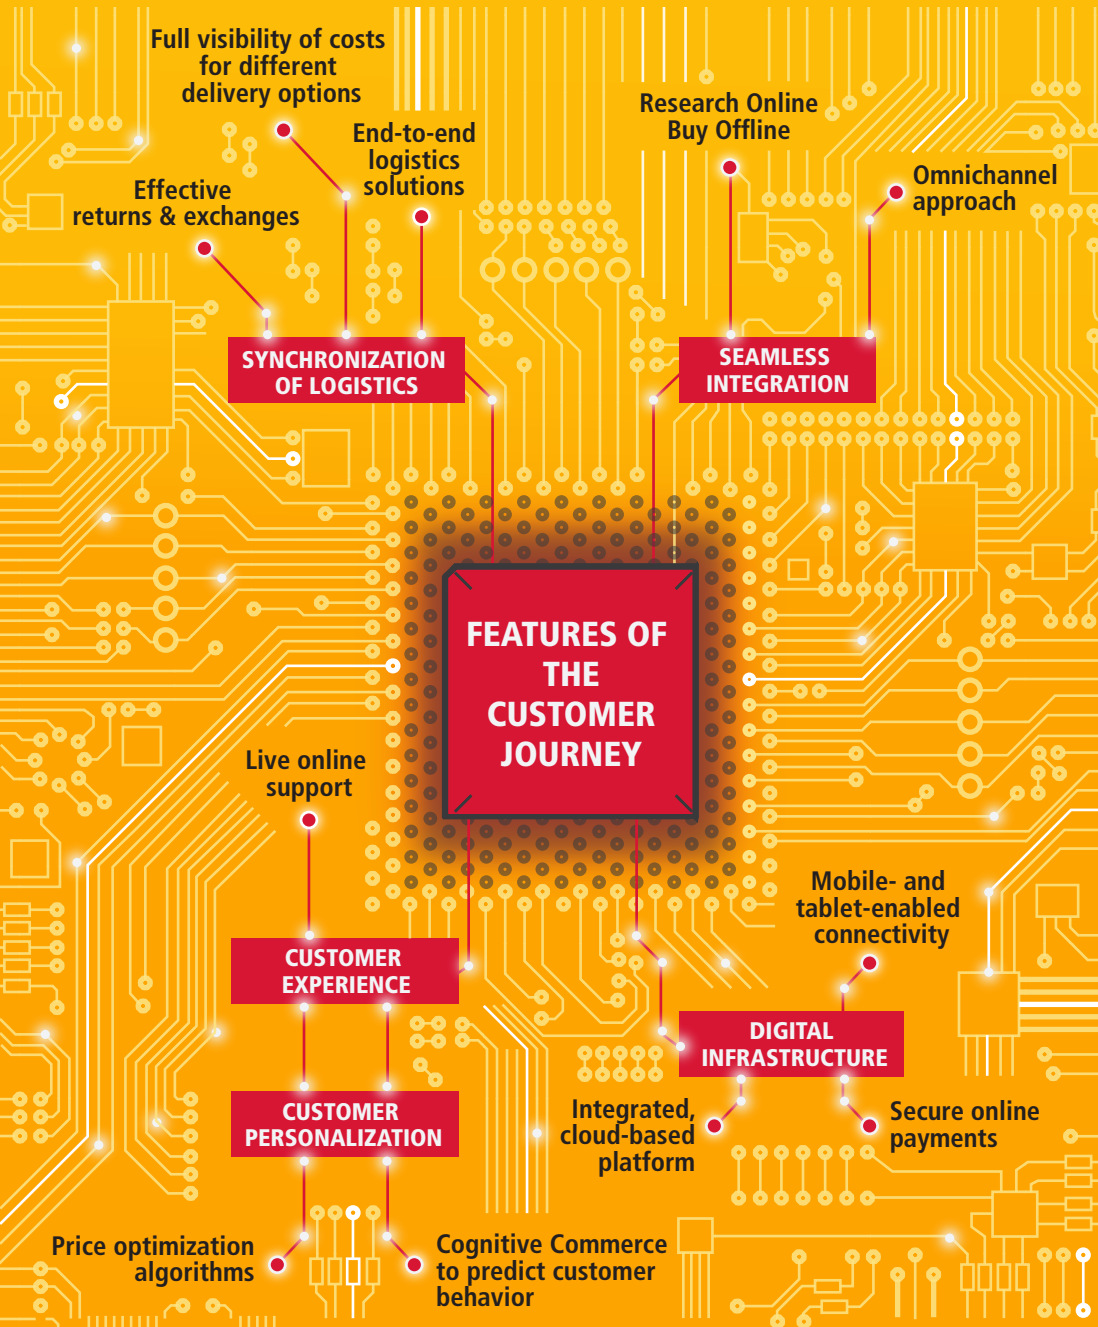 Full visibility of costs
for different
delivery options
End-to-end
logistics
solutions
Effective
returns & exchanges
Research Online
Buy Offline
Omnichannel
approach
SYNCHRONIZATION
OF LOGISTICS
SEAMLESS
INTEGRATION
FEATURES OF
THE
CUSTOMER
JOURNEY
Live online
support
CUSTOMER
EXPERIENCE
CUSTOMER
PERSONALIZATION
Price optimization
algorithms
Cognitive Commerce
to predict customer
behavior
Mobile- and
tablet-enabled
connectivity
DIGITAL
INFRASTRUCTURE
Integrated,
cloud-based
platform
Secure online
payments